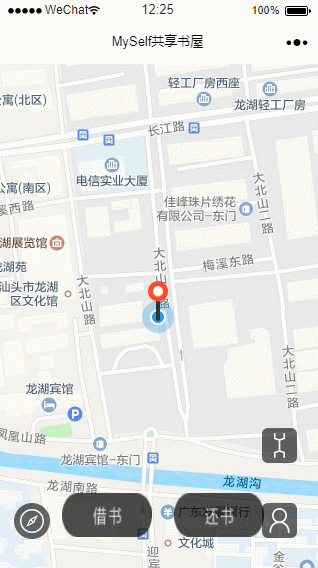 WeChat
12:25
100%
MySelf共享书屋
轻工厂房西座
寓(北区)
龙湖轻工厂房
长江路
电信实业大厦
寓(南区)
佳峰珠片绣花
有限公司-东门
大北山二路
溪西路
湖展览馆
大北山路
梅溪东路
龙湖苑
汕头市龙湖
区文化馆
大北山路
大北山二路
龙湖宾馆
凤凰山路
龙湖宾馆-东门
龙湖沟
龙湖南路
借书
还书
文化城
迎宾